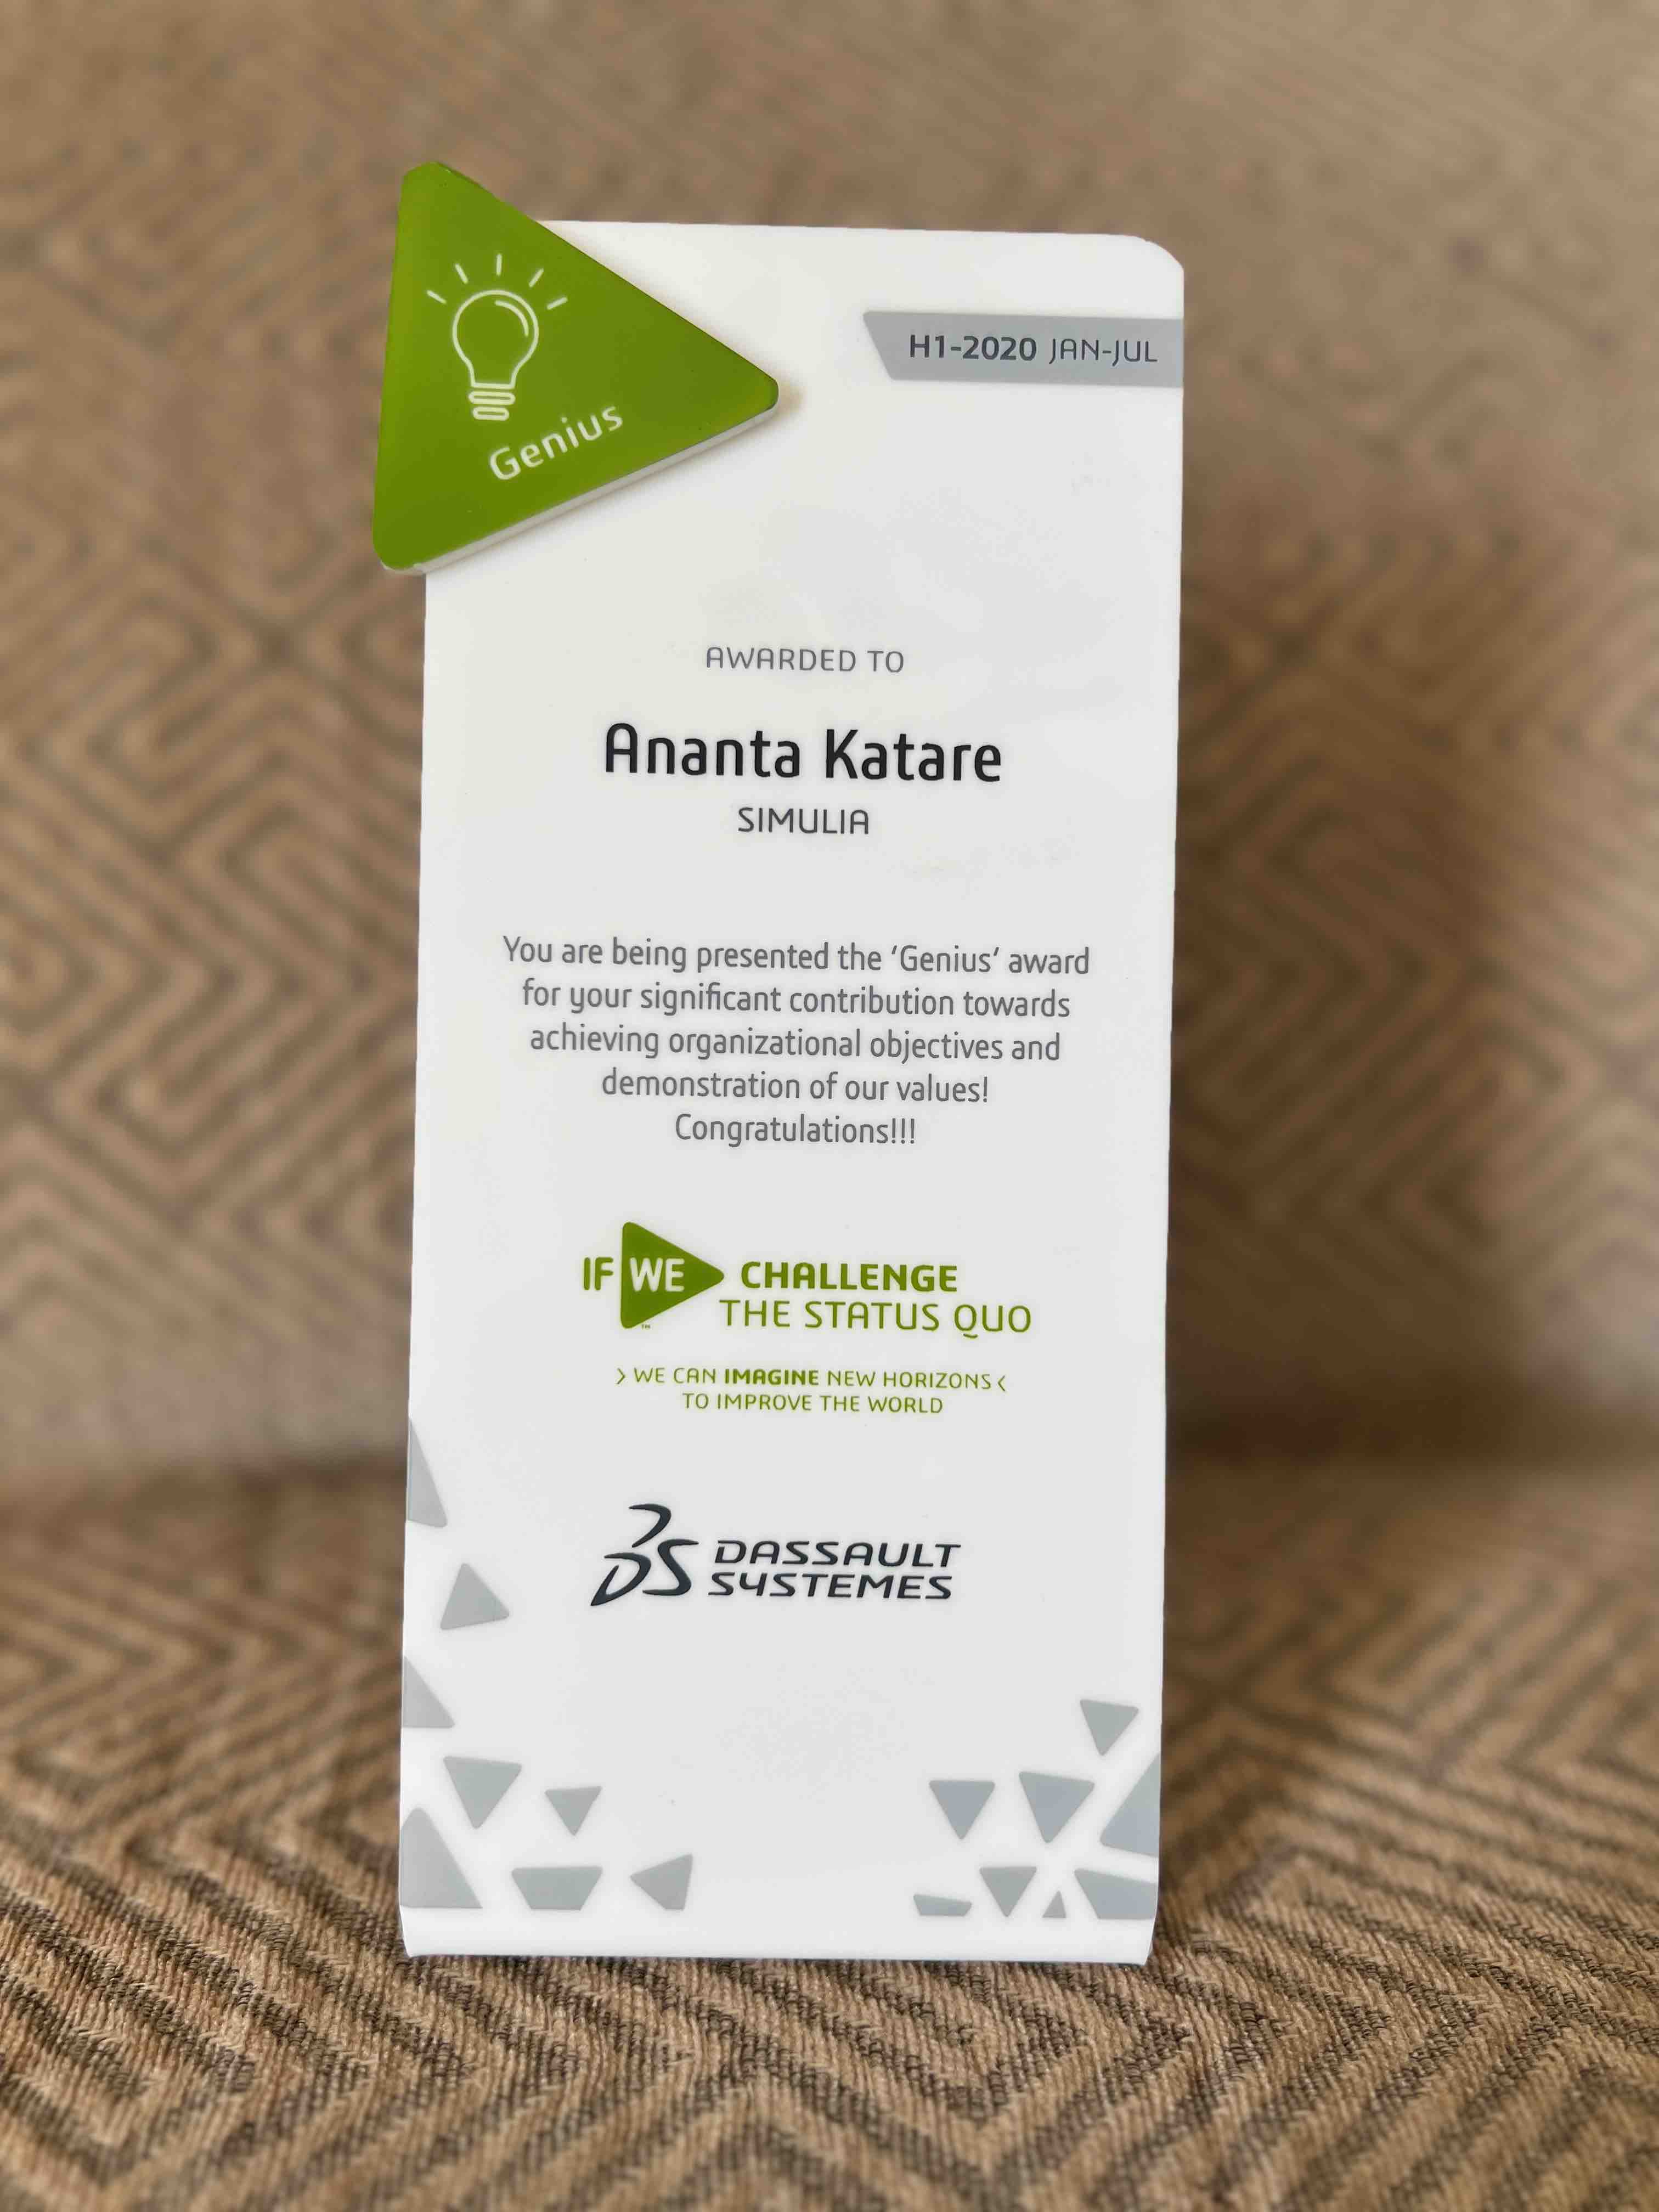 Genius
H1-2020 JAN-JUL
AWARDED TO
Ananta Katare
SIMULIA
You are being presented the ‘Genius’ award
for your significant contribution towards
achieving organizational objectives and
demonstration of our values!
Congratulations!!!
IF WE CHALLENGE
THE STATUS QUO
™
> WE CAN IMAGINE NEW HORIZONS <
TO IMPROVE THE WORLD
3DS DASSAULT
SYSTEMES